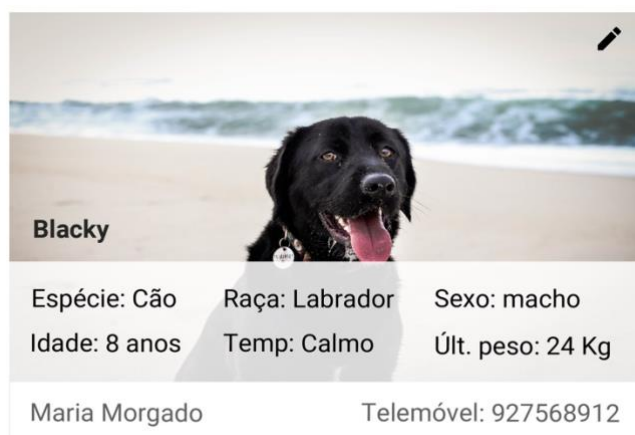 Blacky
Espécie: Cão Raça: Labrador Sexo: macho
Idade: 8 anos Temp: Calmo Últ. peso: 24 Kg
Maria Morgado Telemóvel: 927568912